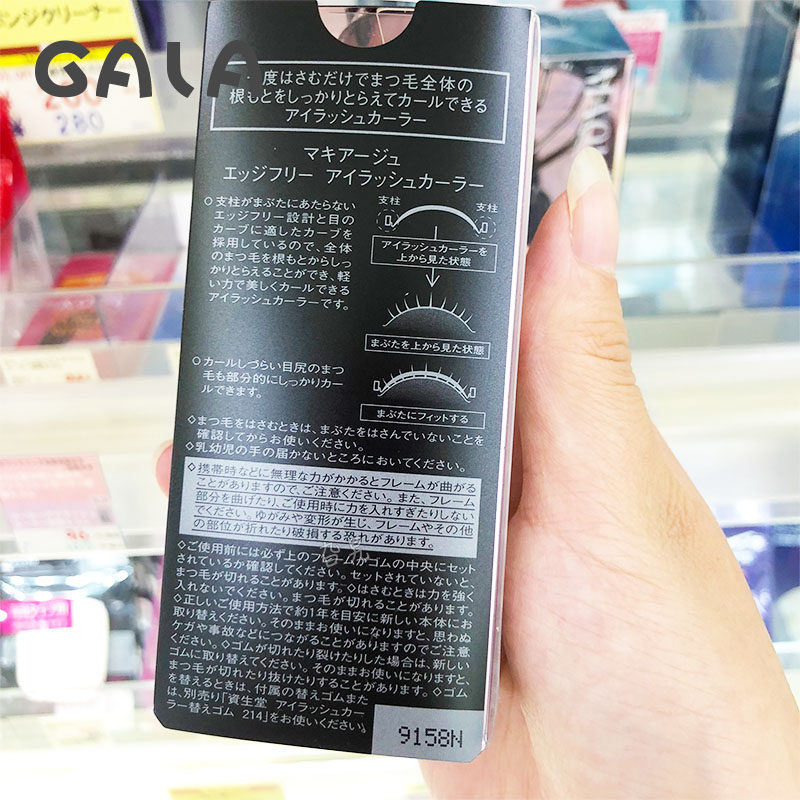 GALA
ンジクリーナー
280
度はさむだけでまつ毛全体の
根もとをしっかりとらえてカールできる
アイラッシュカーラー
マキアージュ
エッジフリー アイラッシュカーラー
○支柱がまぶたにあたらない
エッジフリー設計と目の
カーブに適したカーブを
採用しているので、全体
のまつ毛を根もとからしっ
かりとらえることができ、軽
い力で美しくカールできる
アイラッシュカーラーです。
支柱 支柱
アイラッシュカーラーを
上から見た状態
まぶたを上から見た状態
○カールしづらい目尻のまつ
毛も部分的にしっかりカー
ルできます。
まぶたにフィットする
◇まつ毛をはさむときは、まぶたをはさんでいないことを
確認してからお使いください。
◇乳幼児の手の届かないところにおいてください。
◇携帯時などに無理な力がかかるとフレームが曲がる
ことがありますので、ご注意ください。また、フレーム
部分を曲げたり、ご使用時に力を入れすぎたりしない
でください。ゆがみや変形が生じ、フレームやその他
の部位が折れたり破損する恐れがあります。
◇ご使用前には必ず上のフレームがゴムの中央にセット
されているか確認してください。セットされていないと、
まつ毛が切れることがあります。◇はさむときは力を強く
入れないでください。まつ毛が切れることがあります。
◇正しいご使用方法で約1年を目安に新しい本体にお
取り替えください。そのままお使いになりますと、思わぬ
ケガや事故などにつながることがありますのでご注意
ください。◇ゴムが切れたり裂けたりした場合は、新しい
ゴムに取り替えてください。そのままお使いになりますと、
まつ毛が切れたり抜けたりすることがあります。◇ゴム
を替えるときは、付属の替えゴムまた
は、別売り「資生堂 アイラッシュカー
ラー替えゴム 214」をお使いください。
9158N